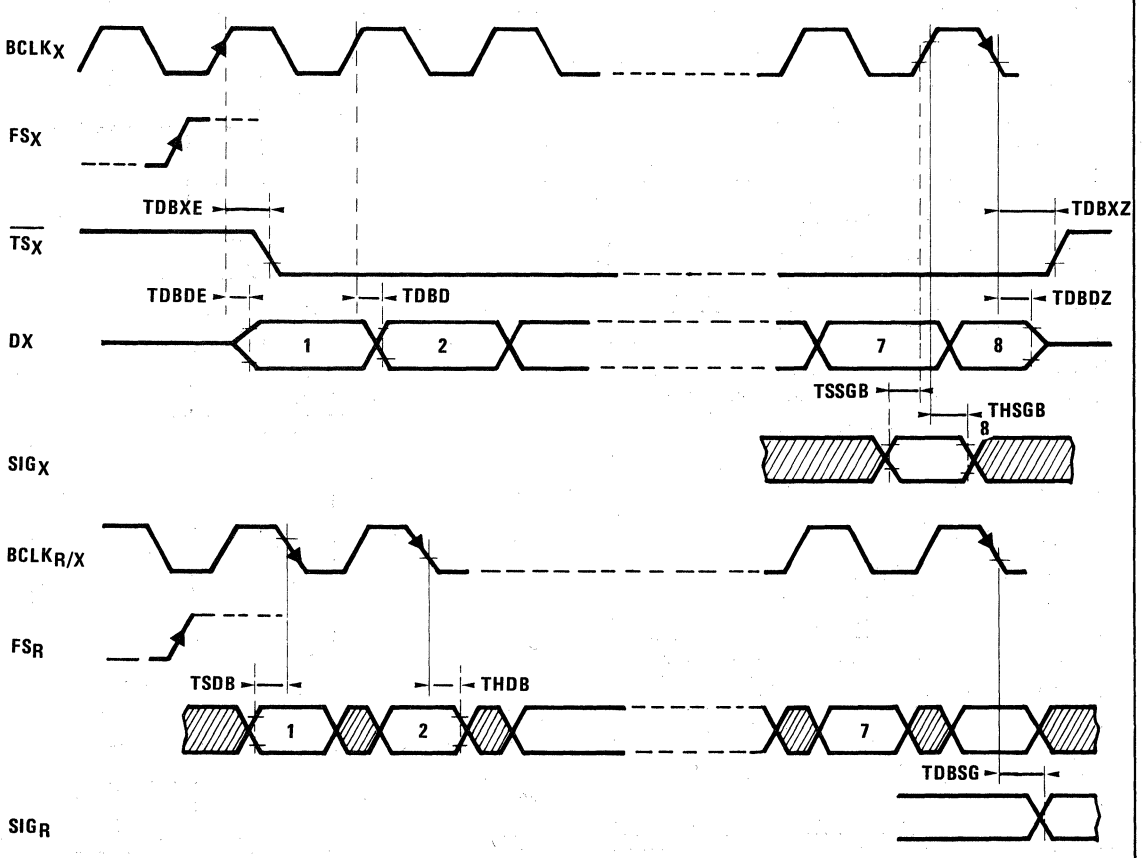 BCLKX
FSX
TDBXE
TDBXZ
TSX
TDBDE
TDBD
TDBDZ
DX
1
2
7
8
TSSGB
THSGB
8
SIGX
BCLKR/X
FSR
TSDB
THDB
1
2
7
TDBSG
SIGR